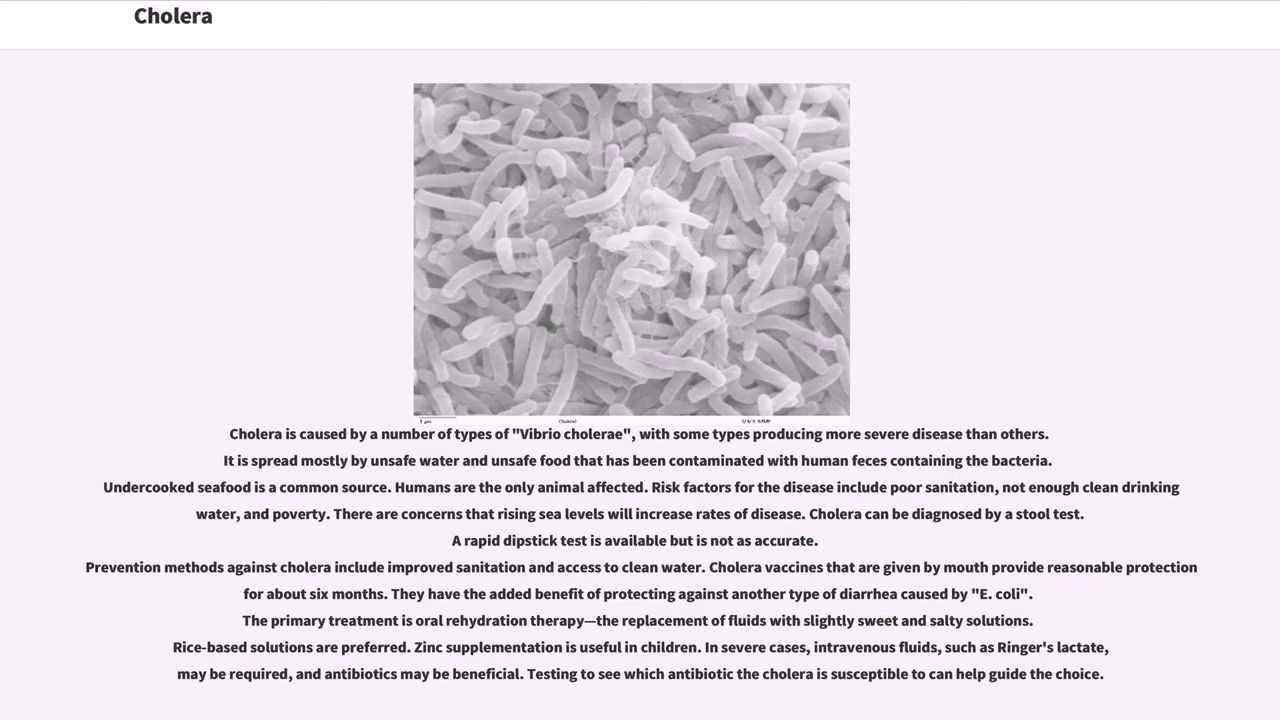 Cholera
1 µm
Cholera is caused by a number of types of "Vibrio cholerae", with some types producing more severe disease than others.
It is spread mostly by unsafe water and unsafe food that has been contaminated with human feces containing the bacteria.
Undercooked seafood is a common source. Humans are the only animal affected. Risk factors for the disease include poor sanitation, not enough clean drinking
water, and poverty. There are concerns that rising sea levels will increase rates of disease. Cholera can be diagnosed by a stool test.
A rapid dipstick test is available but is not as accurate.
Prevention methods against cholera include improved sanitation and access to clean water. Cholera vaccines that are given by mouth provide reasonable protection
for about six months. They have the added benefit of protecting against another type of diarrhea caused by "E. coli".
The primary treatment is oral rehydration therapy—the replacement of fluids with slightly sweet and salty solutions.
Rice-based solutions are preferred. Zinc supplementation is useful in children. In severe cases, intravenous fluids, such as Ringer's lactate,
may be required, and antibiotics may be beneficial. Testing to see which antibiotic the cholera is susceptible to can help guide the choice.